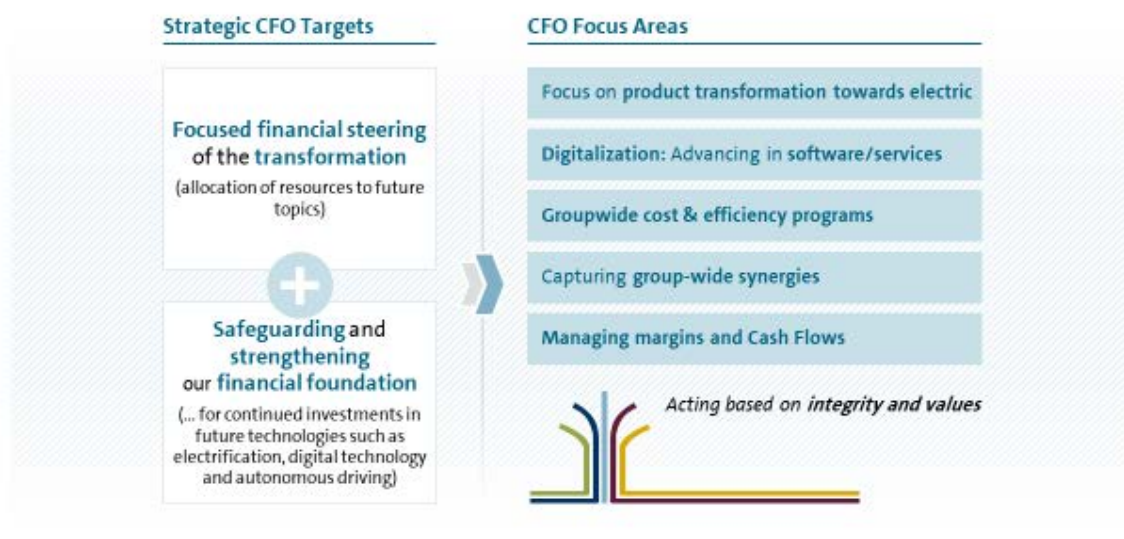 Strategic CFO Targets
Focused financial steering
of the transformation
(allocation of resources to future
topics)
Safeguarding and
strengthening
our financial foundation
(... for continued investments in
future technologies such as
electrification, digital technology
and autonomous driving)
CFO Focus Areas
Focus on product transformation towards electric
Digitalization: Advancing in software/services
Groupwide cost & efficiency programs
Capturing group-wide synergies
Managing margins and Cash Flows
Acting based on integrity and values